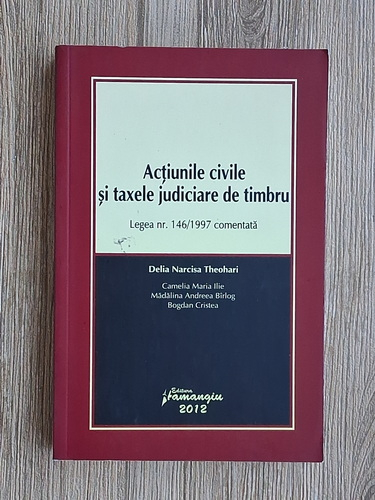 Acțiunile civile
și taxele judiciare de timbru
Legea nr. 146/1997 comentată
Delia Narcisa Theohari
Camelia Maria Ilie
Mădălina Andreea Bîrlog
Bogdan Cristea
Editura
Hamangiu
2012